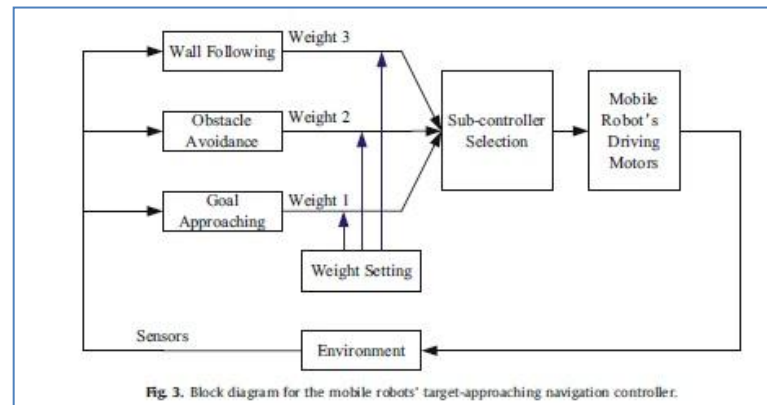 Wall Following
Weight 3
Obstacle
Avoidance
Weight 2
Goal
Approaching
Weight 1
Weight Setting
Sub-controller
Selection
Mobile
Robot's
Driving
Motors
Sensors
Environment
Fig. 3. Block diagram for the mobile robots' target-approaching navigation controller.